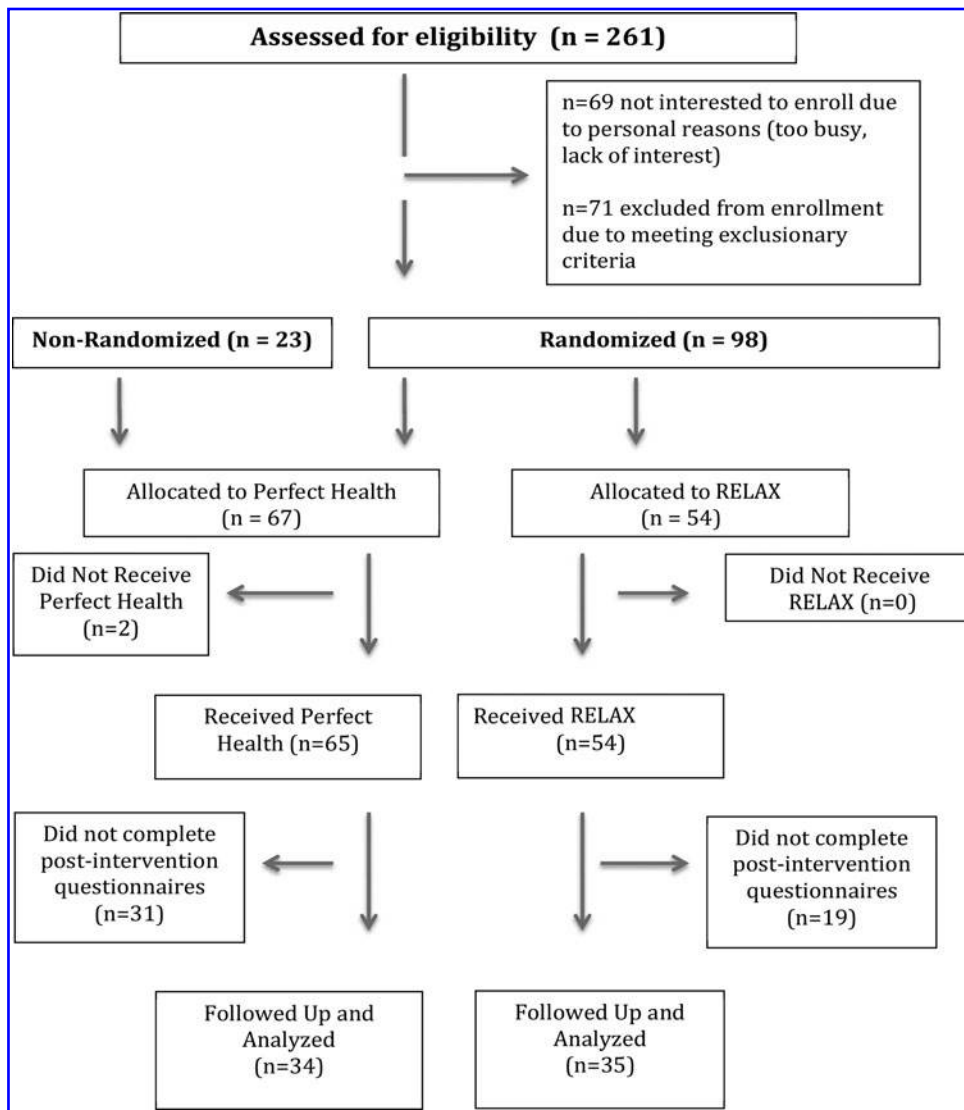 Assessed for eligibility (n = 261)
n=69 not interested to enroll due
to personal reasons (too busy,
lack of interest)
n=71 excluded from enrollment
due to meeting exclusionary
criteria
Non-Randomized (n = 23)
Randomized (n = 98)
Allocated to Perfect Health
(n = 67)
Allocated to RELAX
(n = 54)
Did Not Receive
Perfect Health
(n=2)
Did Not Receive
RELAX (n=0)
Received Perfect
Health (n=65)
Received RELAX
(n=54)
Did not complete
post-intervention
questionnaires
(n=31)
Did not complete
post-intervention
questionnaires
(n=19)
Followed Up and
Analyzed
(n=34)
Followed Up and
Analyzed
(n=35)